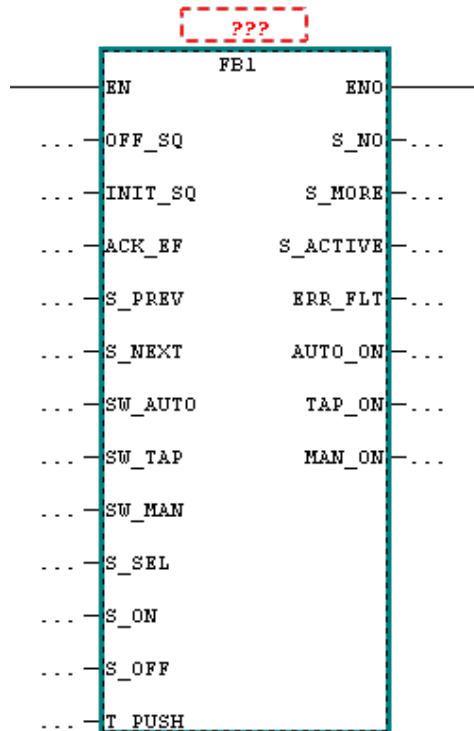 ???
FB1
EN ENO
... OFF_SQ S_NO ...
... INIT_SQ S_MORE ...
... ACK_EF S_ACTIVE ...
... S_PREV ERR_FLT ...
... S_NEXT AUTO_ON ...
... SW_AUTO TAP_ON ...
... SW_TAP MAN_ON ...
... SW_MAN
... S_SEL
... S_ON
... S_OFF
... T_PUSH